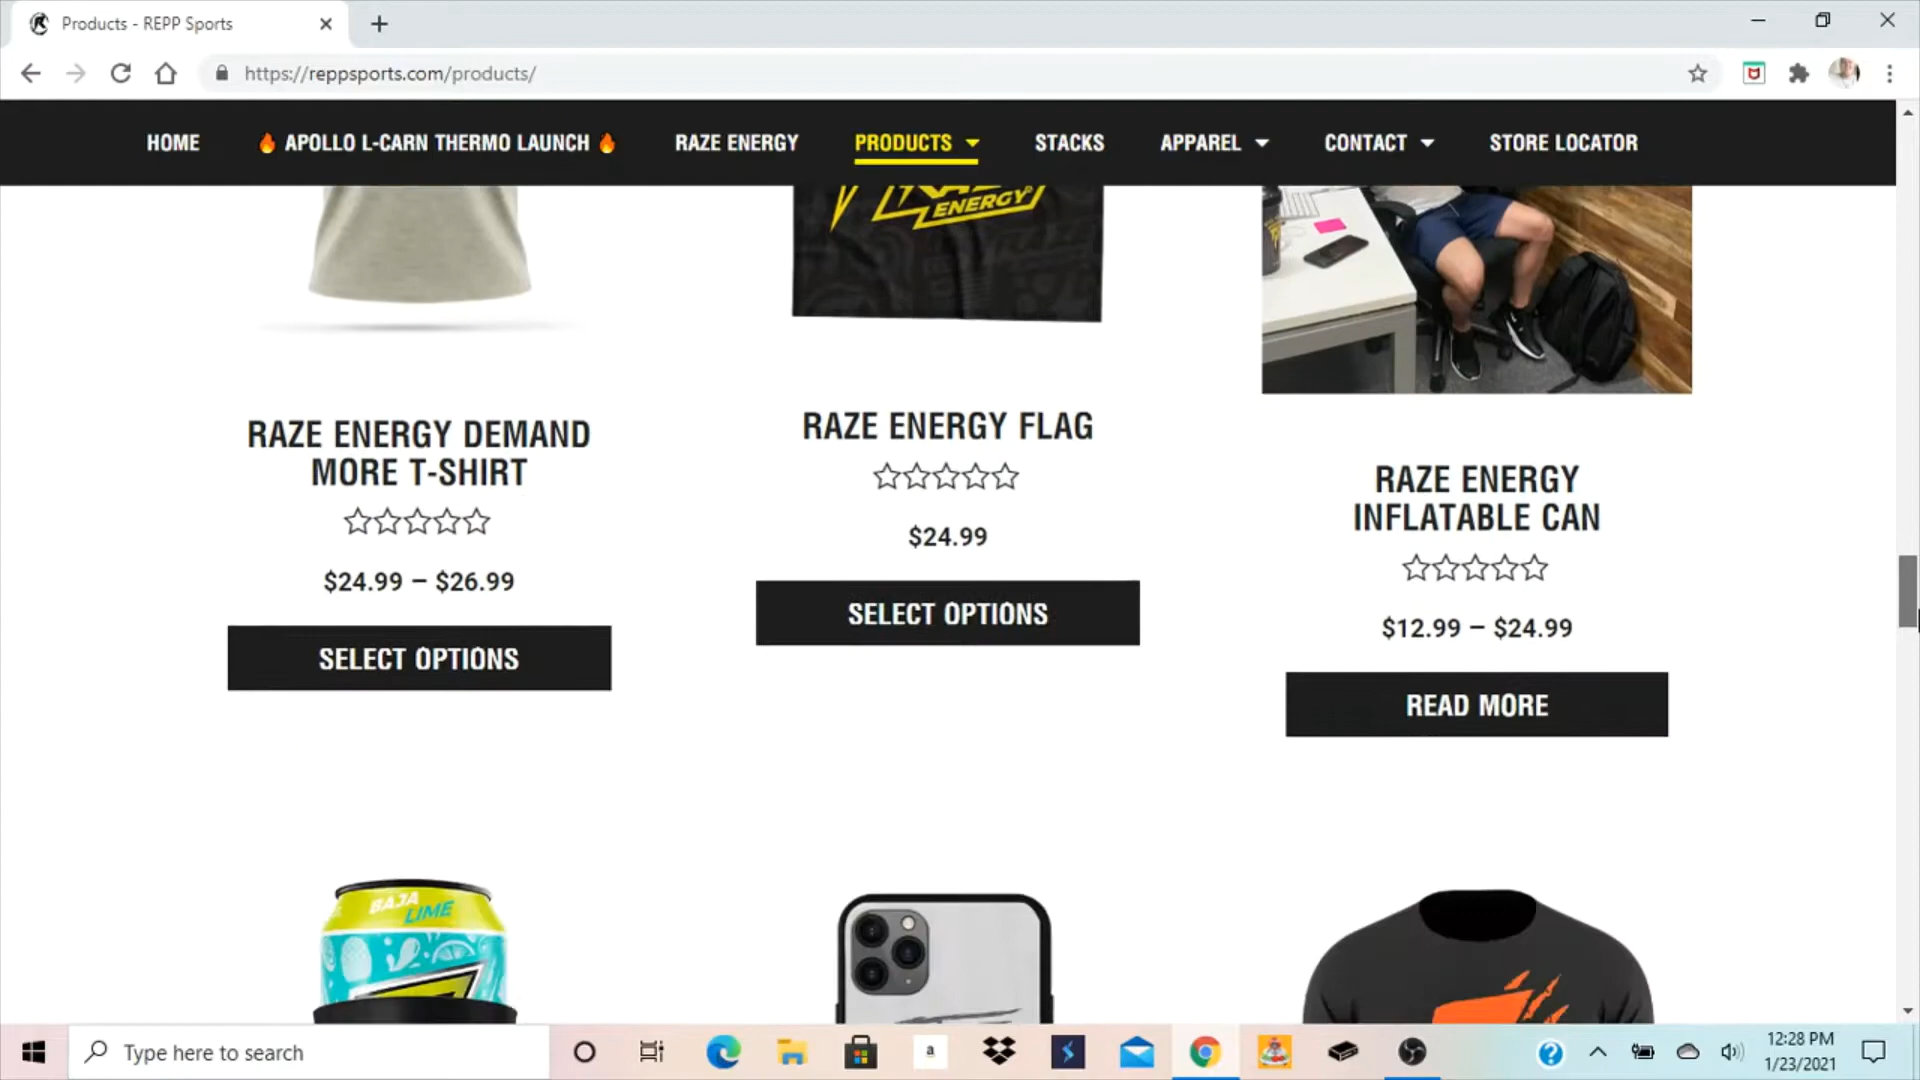 Products - REPP Sports
https://reppsports.com/products/
HOME
APOLLO L-CARN THERMO LAUNCH
RAZE ENERGY
PRODUCTS
STACKS
APPAREL
CONTACT
STORE LOCATOR
ENERGY
RAZE ENERGY DEMAND
MORE T-SHIRT
$24.99 – $26.99
SELECT OPTIONS
RAZE ENERGY FLAG
$24.99
SELECT OPTIONS
RAZE ENERGY
INFLATABLE CAN
$12.99 – $24.99
READ MORE
BAJA
LIME
Type here to search
a
12:28 PM
1/23/2021